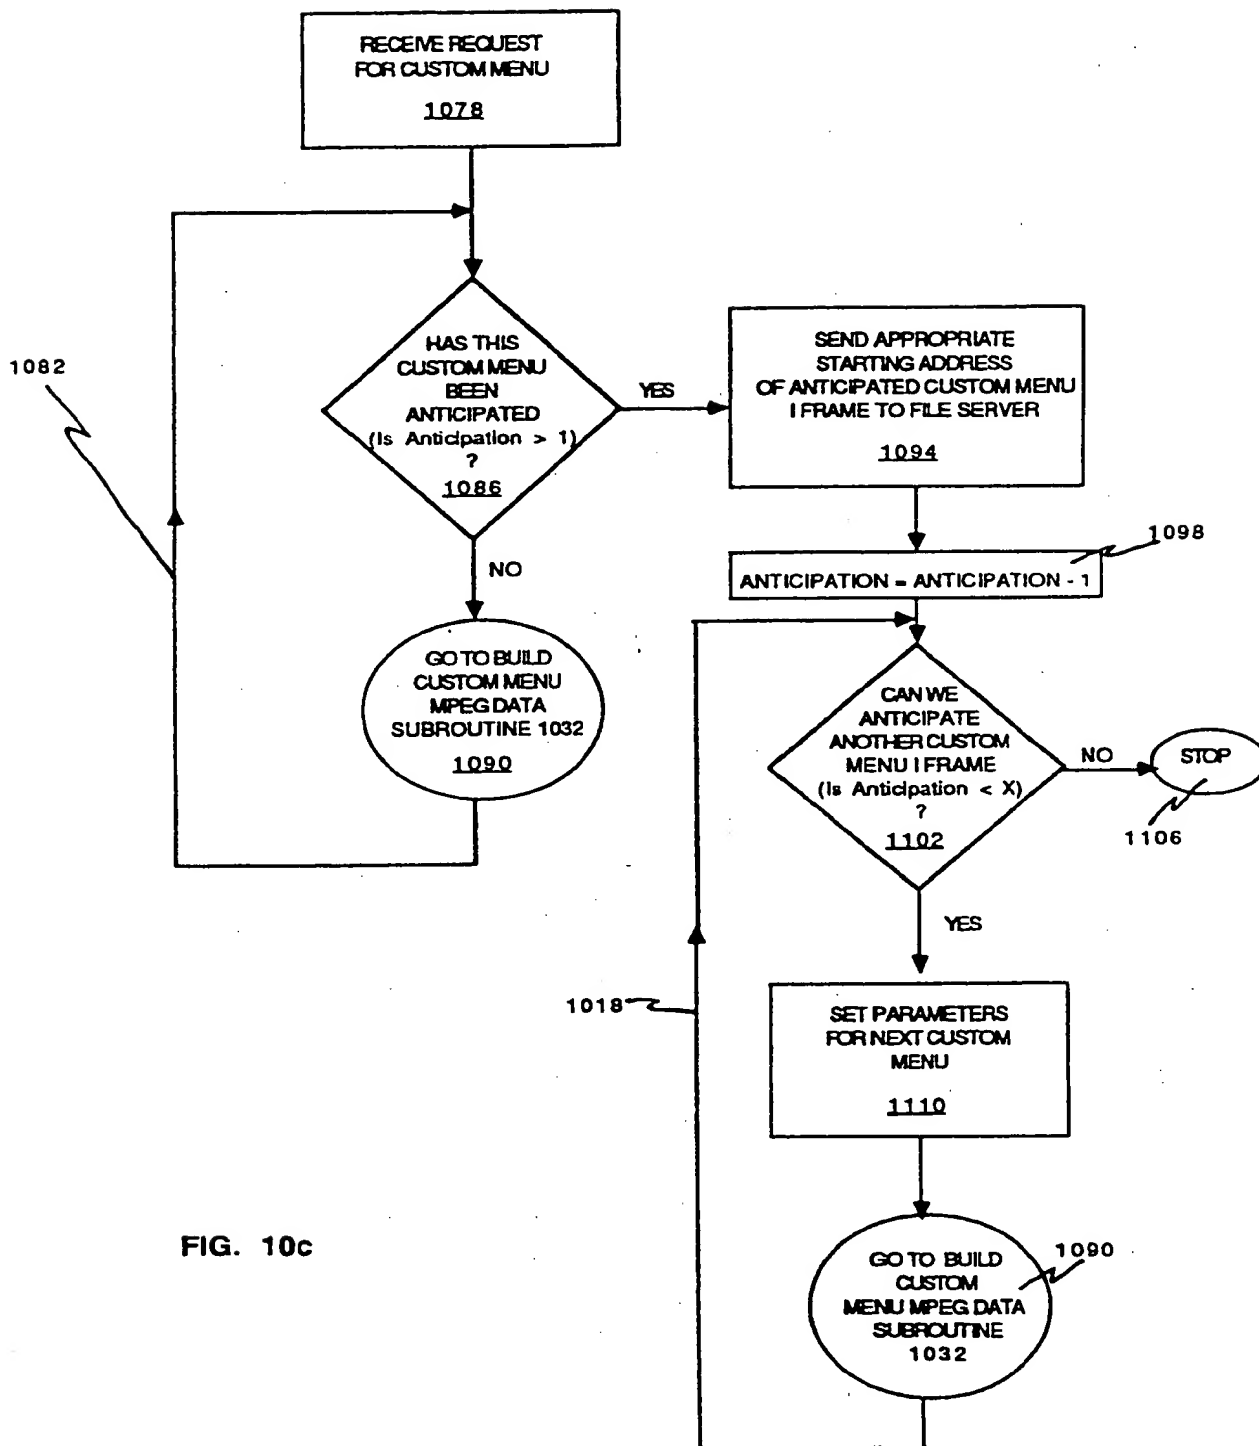 RECEIVE REQUEST
FOR CUSTOM MENU
1078
1082
HAS THIS
CUSTOM MENU
BEEN
ANTICIPATED
(Is Anticipation > 1)
?
1086
YES
NO
SEND APPROPRIATE
STARTING ADDRESS
OF ANTICIPATED CUSTOM MENU
I FRAME TO FILE SERVER
1094
1098
ANTICIPATION = ANTICIPATION - 1
GO TO BUILD
CUSTOM MENU
MPEG DATA
SUBROUTINE 1032
1090
CAN WE
ANTICIPATE
ANOTHER CUSTOM
MENU I FRAME
(Is Anticipation < X)
?
1102
NO
STOP
1106
YES
1018
SET PARAMETERS
FOR NEXT CUSTOM
MENU
1110
GO TO BUILD
CUSTOM
MENU MPEG DATA
SUBROUTINE
1032
1090
FIG. 10c